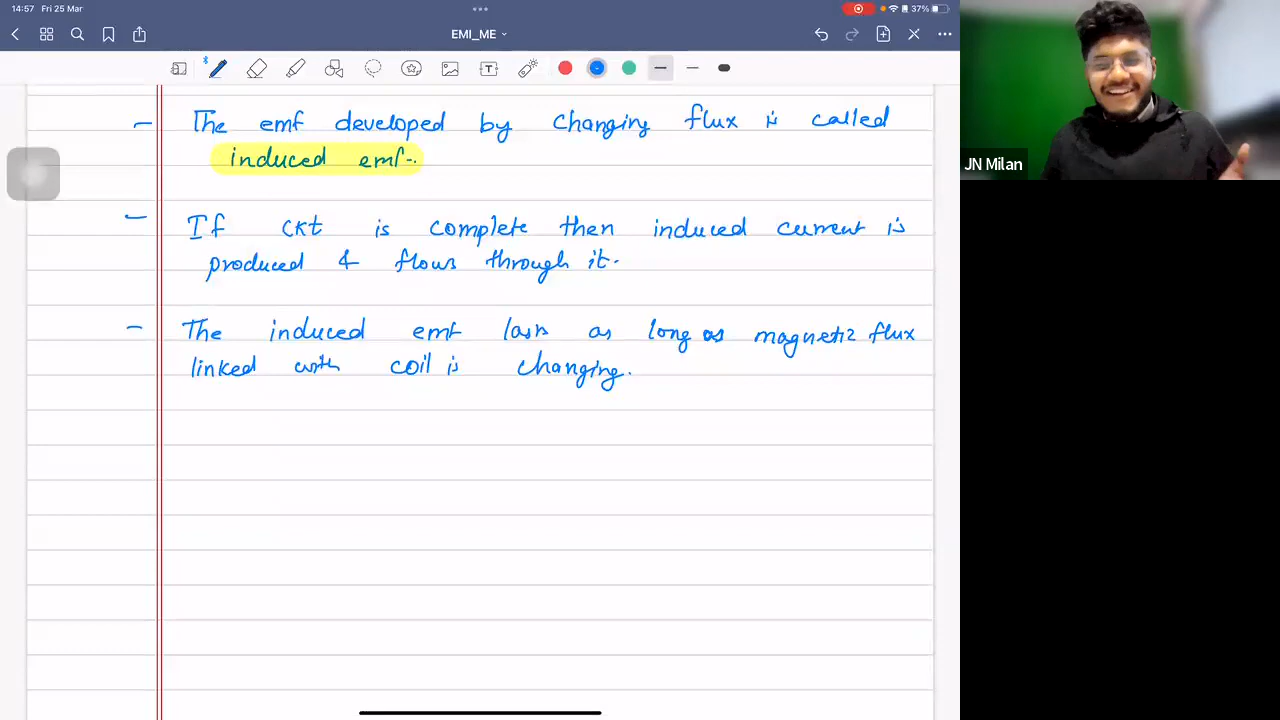 14:57 Fri 25 Mar
37%
EMI_ME
- The emf developed by changing flux is called
induced emf.
- If ckt is complete then induced current is
produced & flows through it.
- The induced emf lasts as long as magnetic flux
linked with coil is changing.
JN Milan